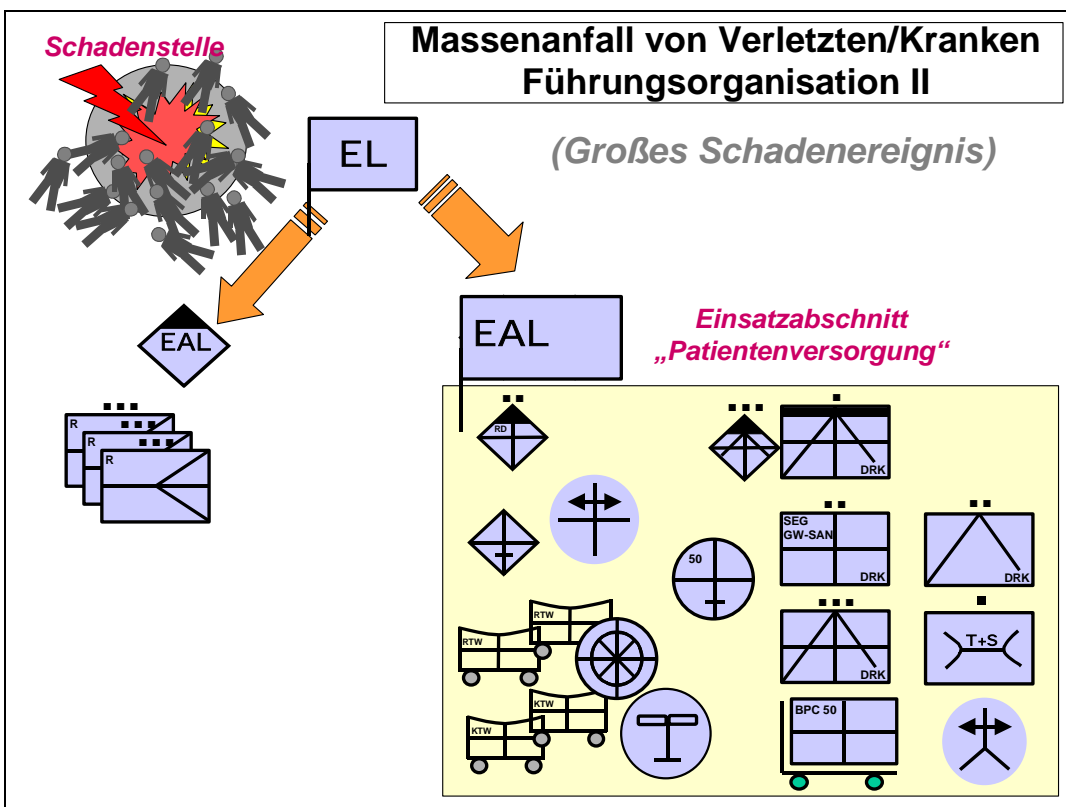 Schadenstelle
Massenanfall von Verletzten/Kranken
Führungsorganisation II
(Großes Schadenereignis)
EL
EAL
EAL
Einsatzabschnitt
„Patientenversorgung“
R
R
RD
DRK
SEG
GW-SAN
DRK
DRK
50
RTW
RTW
DRK
T+S
KTW
KTW
BPC 50